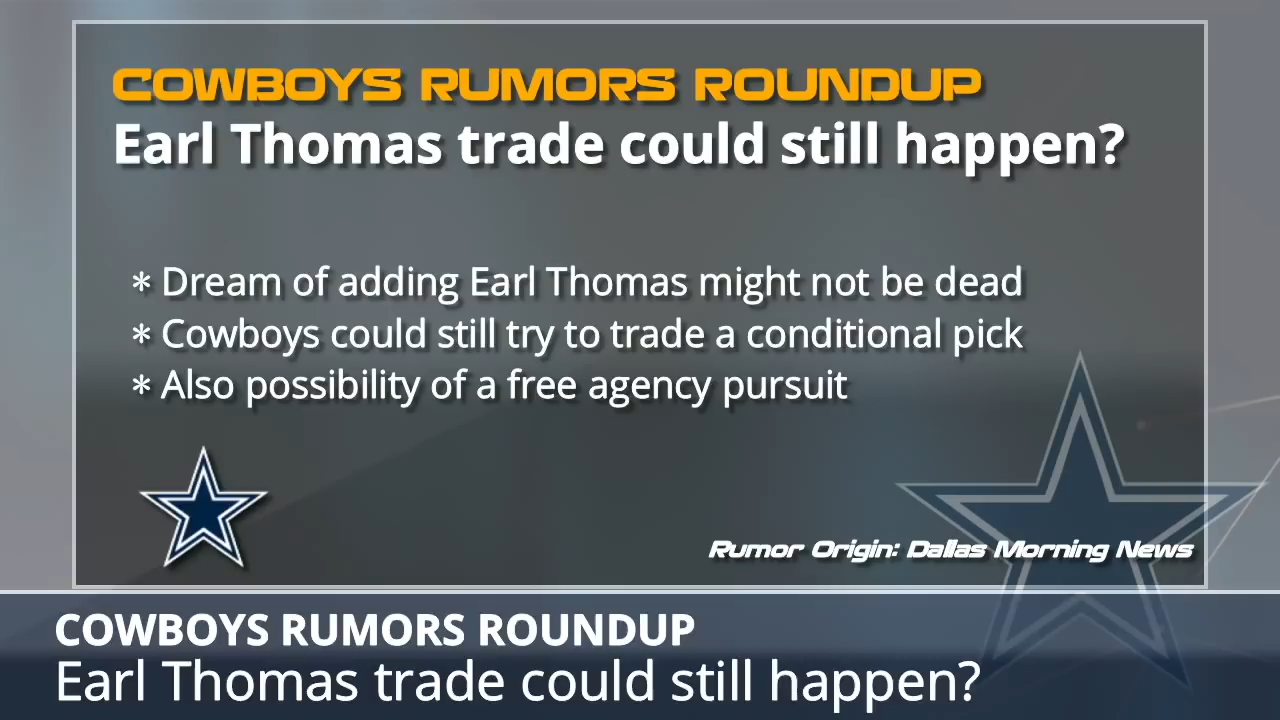 COWBOYS RUMORS ROUNDUP
Earl Thomas trade could still happen?
* Dream of adding Earl Thomas might not be dead
* Cowboys could still try to trade a conditional pick
* Also possibility of a free agency pursuit
Rumor Origin: Dallas Morning News
COWBOYS RUMORS ROUNDUP
Earl Thomas trade could still happen?